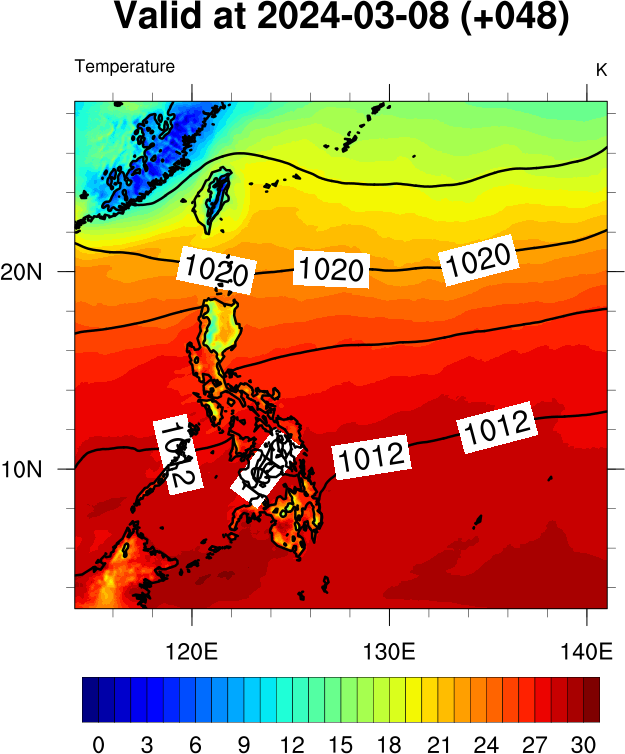 Valid at 2024-03-08 (+048)
Temperature K
20N
1020 1020 1020
1012 1012 1012
10N
120E 130E 140E
0 3 6 9 12 15 18 21 24 27 30